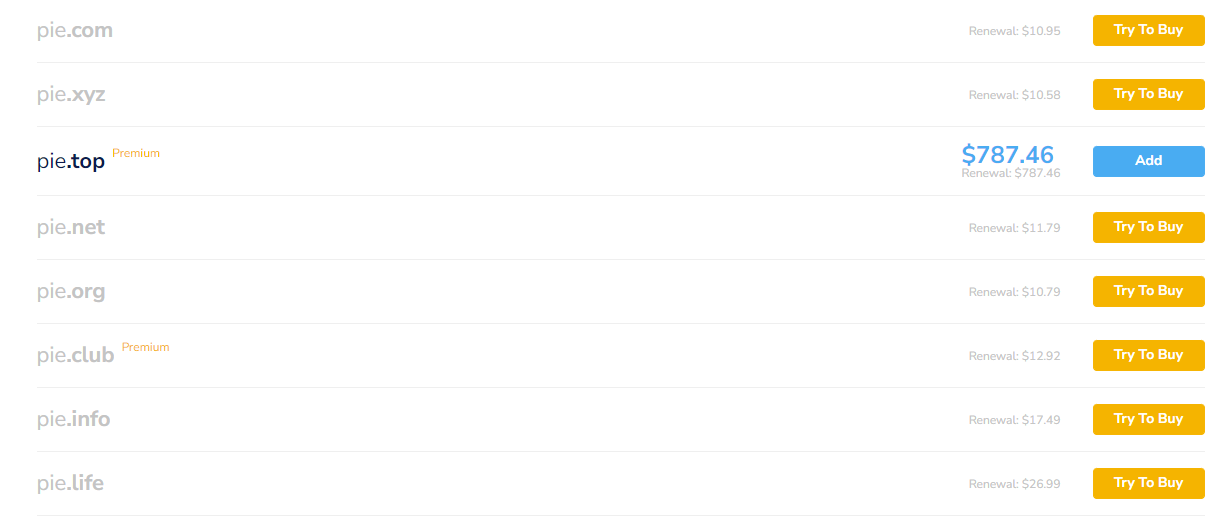 pie.com Renewal: $10.95 Try To Buy
pie.xyz Renewal: $10.58 Try To Buy
pie.top Premium $787.46 Add
Renewal: $787.46
pie.net Renewal: $11.79 Try To Buy
pie.org Renewal: $10.79 Try To Buy
pie.club Premium Renewal: $12.92 Try To Buy
pie.info Renewal: $17.49 Try To Buy
pie.life Renewal: $26.99 Try To Buy